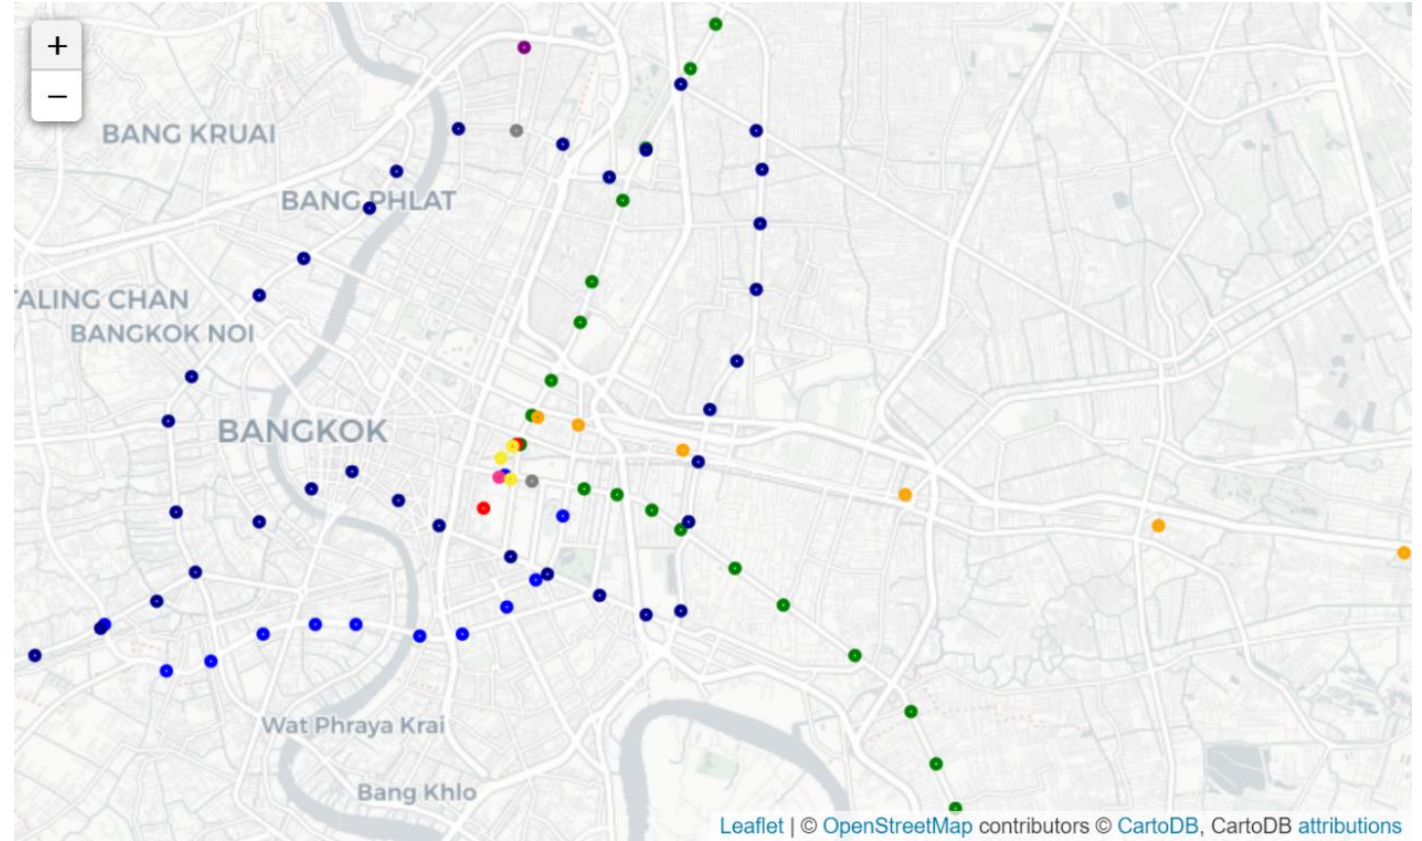 +
−
BANG KRUAI
BANG PHLAT
TALING CHAN
BANGKOK NOI
BANGKOK
Wat Phraya Krai
Bang Khlo
Leaflet | © OpenStreetMap contributors © CartoDB, CartoDB attributions